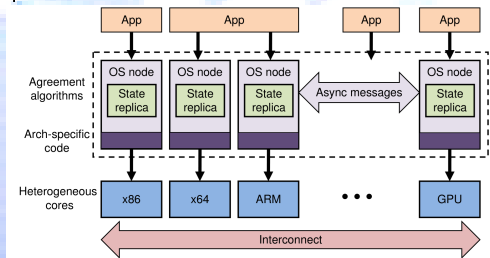 App App App App
OS node OS node OS node OS node
Agreement
algorithms
State
replica
State
replica
State
replica
Async messages
State
replica
Arch-specific
code
Heterogeneous
cores
x86 x64 ARM ••• GPU
Interconnect